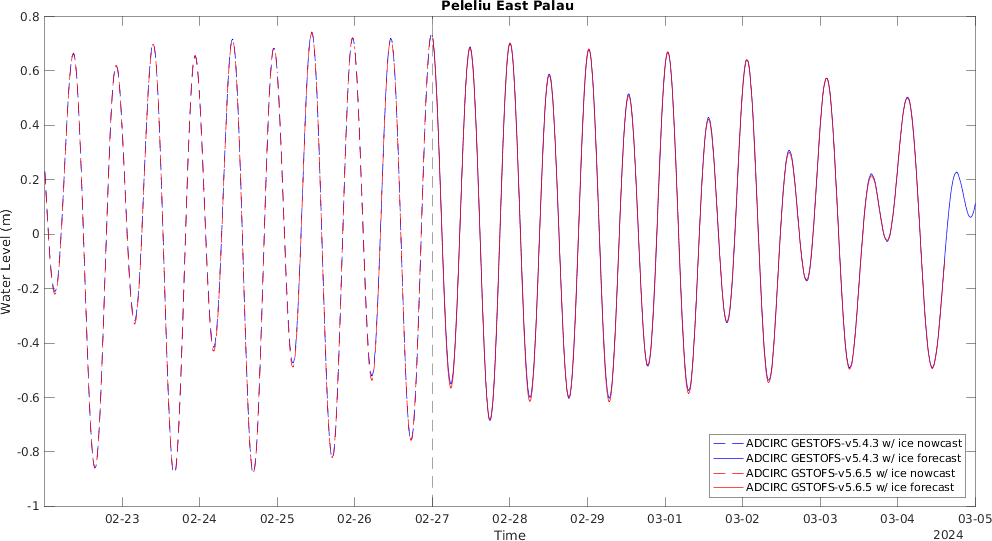 Peleliu East Palau
0.8
0.6
0.4
0.2
0
-0.2
-0.4
-0.6
-0.8
-1
Water Level (m)
ADCIRC GESTOFS-v5.4.3 w/ ice nowcast
ADCIRC GESTOFS-v5.4.3 w/ ice forecast
ADCIRC GSTOFS-v5.6.5 w/ ice nowcast
ADCIRC GSTOFS-v5.6.5 w/ ice forecast
02-23 02-24 02-25 02-26 02-27 02-28 02-29 03-01 03-02 03-03 03-04 03-05
Time
2024